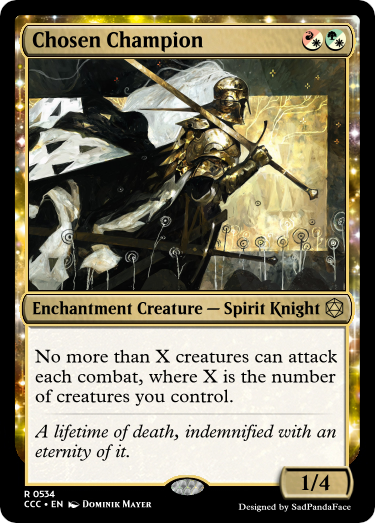 Chosen Champion
Enchantment Creature — Spirit Knight
No more than X creatures can attack
each combat, where X is the number
of creatures you control.
A lifetime of death, indemnified with an
eternity of it.
1/4
R 0534
CCC • EN DOMINIK MAYER
Designed by SadPandaFace